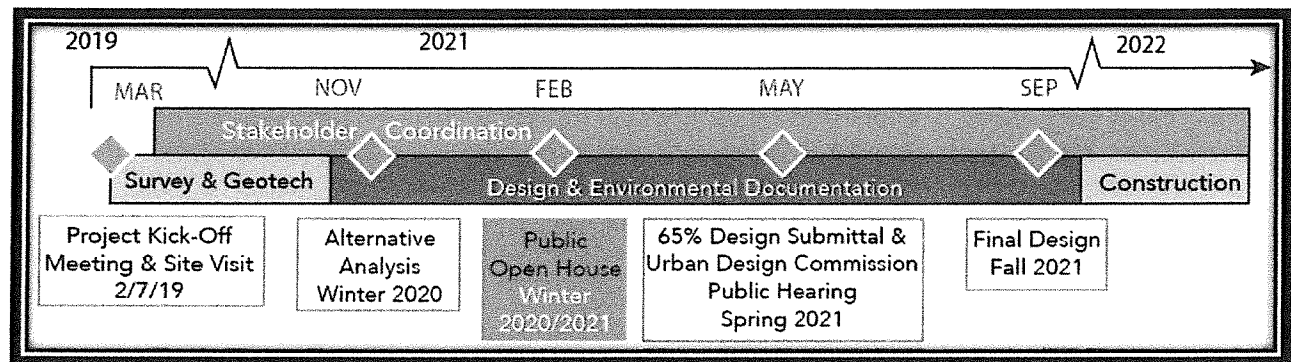 2019
2021
2022
MAR
NOV
FEB
MAY
SEP
Stakeholder Coordination
Survey & Geotech
Design & Environmental Documentation
Construction
Project Kick-Off
Meeting & Site Visit
2/7/19
Alternative
Analysis
Winter 2020
Public
Open House
Winter
2020/2021
65% Design Submittal &
Urban Design Commission
Public Hearing
Spring 2021
Final Design
Fall 2021